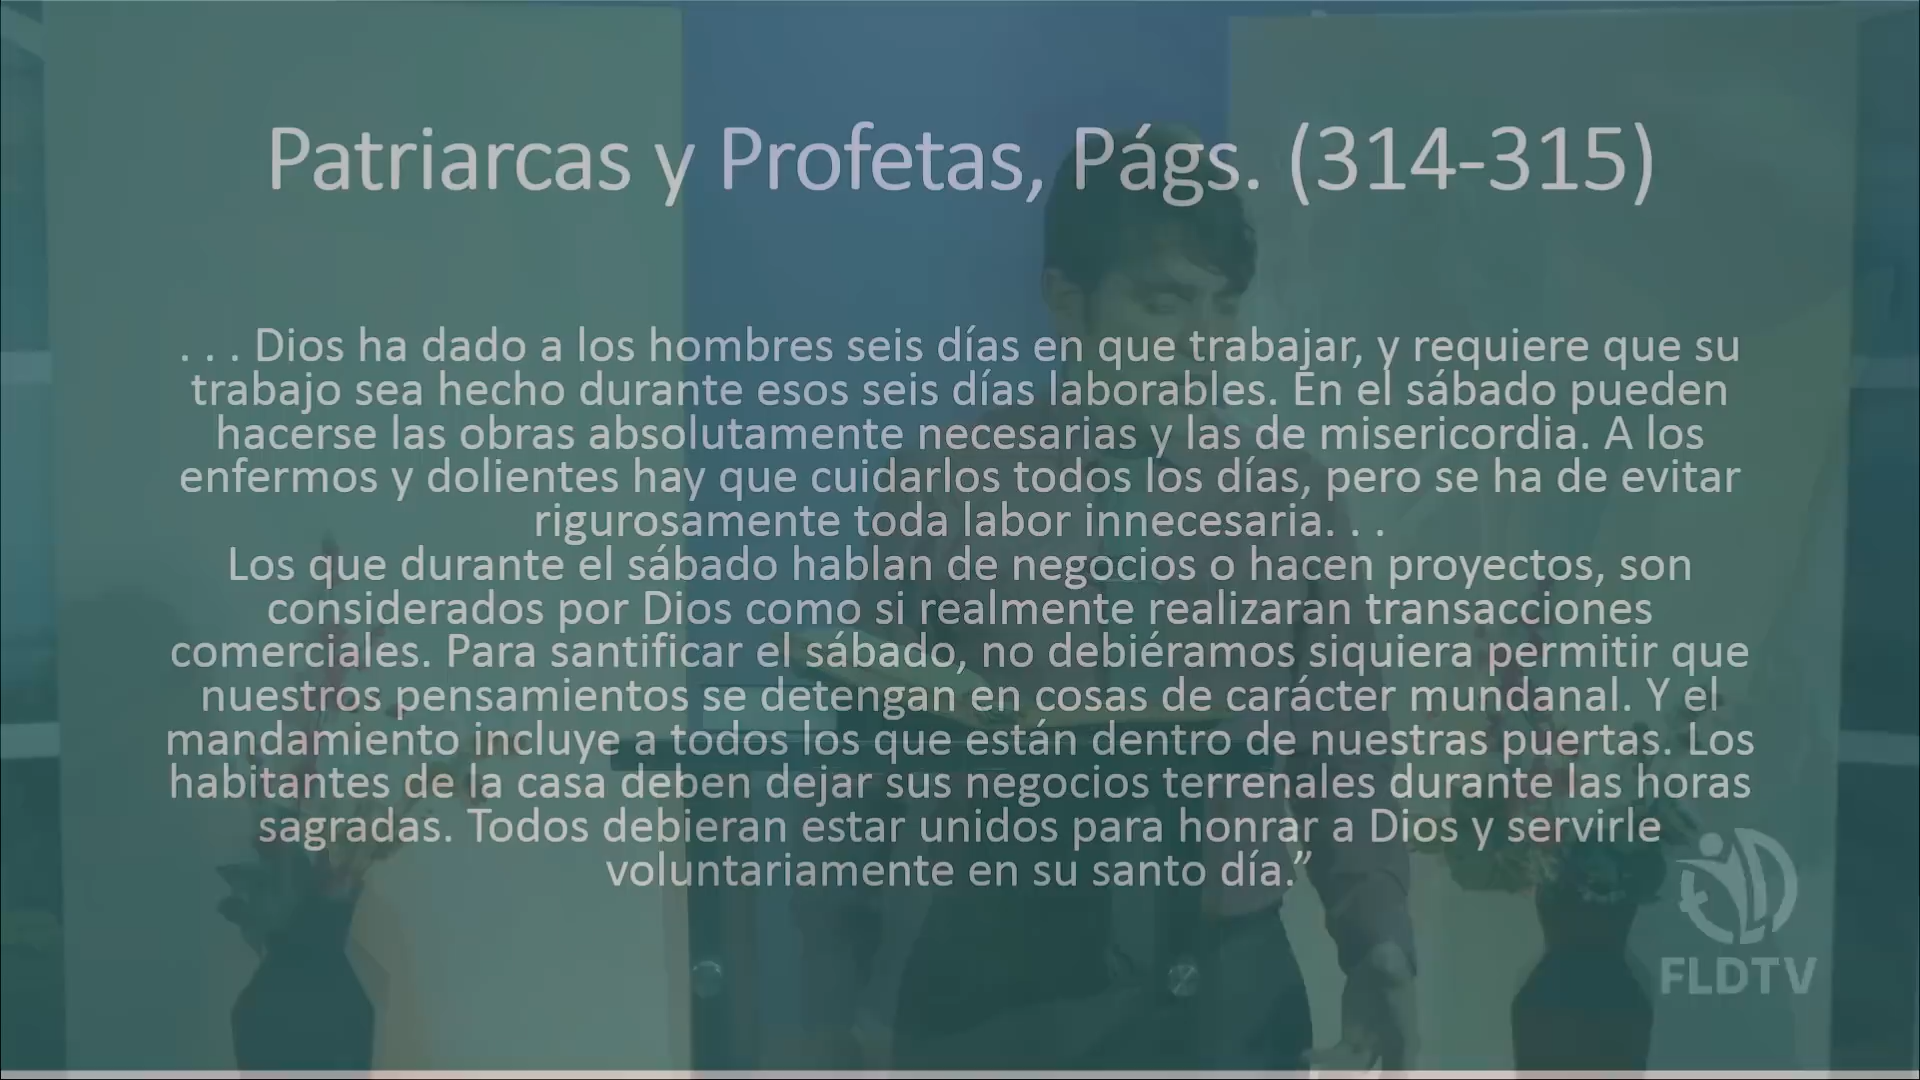 Patriarcas y Profetas, Págs. (314-315)
. . . Dios ha dado a los hombres seis días en que trabajar, y requiere que su
trabajo sea hecho durante esos seis días laborables. En el sábado pueden
hacerse las obras absolutamente necesarias y las de misericordia. A los
enfermos y dolientes hay que cuidarlos todos los días, pero se ha de evitar
rigurosamente toda labor innecesaria. . .
Los que durante el sábado hablan de negocios o hacen proyectos, son
considerados por Dios como si realmente realizaran transacciones
comerciales. Para santificar el sábado, no debiéramos siquiera permitir que
nuestros pensamientos se detengan en cosas de carácter mundanal. Y el
mandamiento incluye a todos los que están dentro de nuestras puertas. Los
habitantes de la casa deben dejar sus negocios terrenales durante las horas
sagradas. Todos debieran estar unidos para honrar a Dios y servirle
voluntariamente en su santo día.”
FLDTV